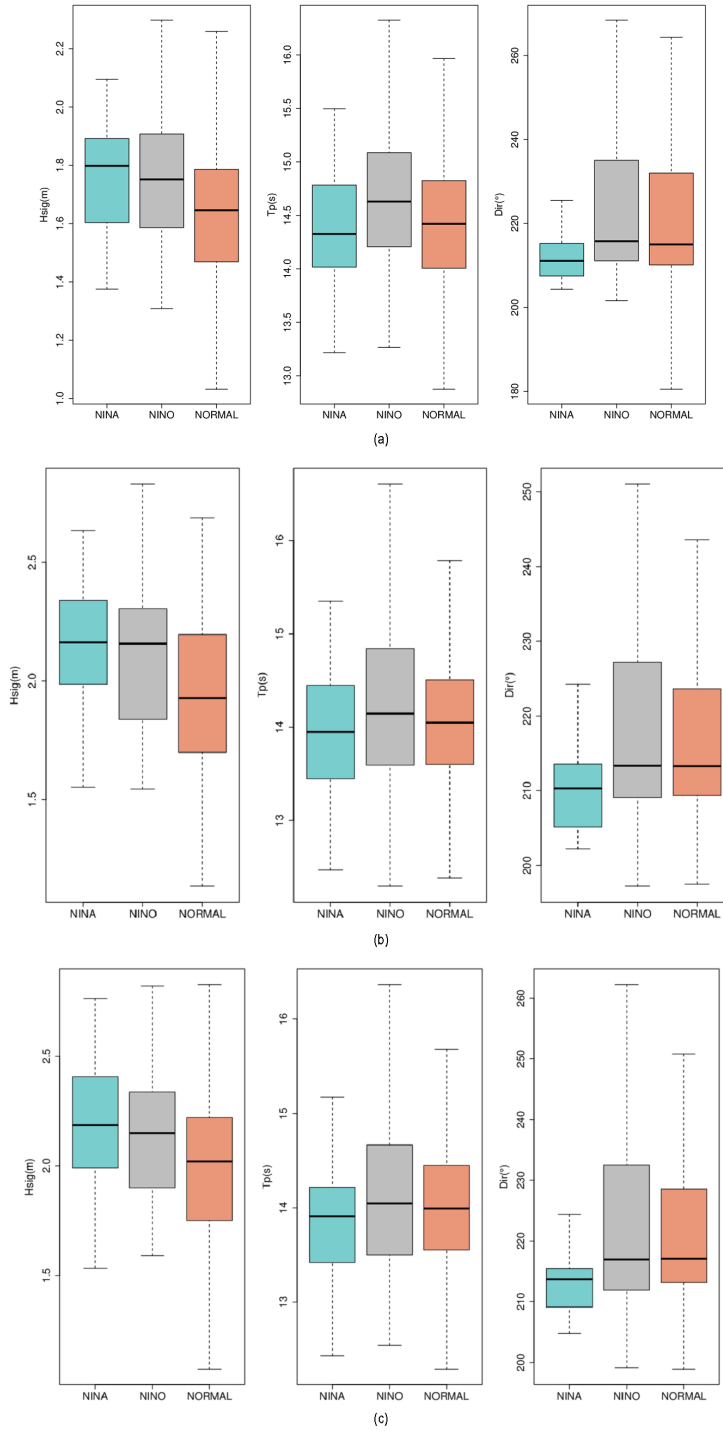 Hsig(m)
2.2
2.0
1.8
1.6
1.4
1.2
1.0
NINA NINO NORMAL
Tp(s)
16.0
15.5
15.0
14.5
14.0
13.5
13.0
NINA NINO NORMAL
Dir(°)
260
240
220
200
180
NINA NINO NORMAL
(a)
Hsig(m)
2.5
2.0
1.5
NINA NINO NORMAL
Tp(s)
16
15
14
13
NINA NINO NORMAL
Dir(°)
250
240
230
220
210
200
NINA NINO NORMAL
(b)
Hsig(m)
2.5
2.0
1.5
NINA NINO NORMAL
Tp(s)
16
15
14
13
NINA NINO NORMAL
Dir(°)
260
250
240
230
220
210
200
NINA NINO NORMAL
(c)